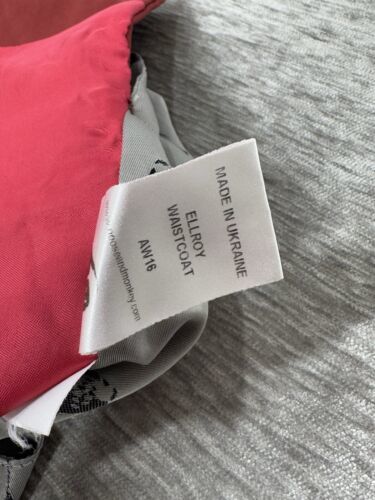 MADE IN UKRAINE
ELLROY
WAISTCOAT
AW16